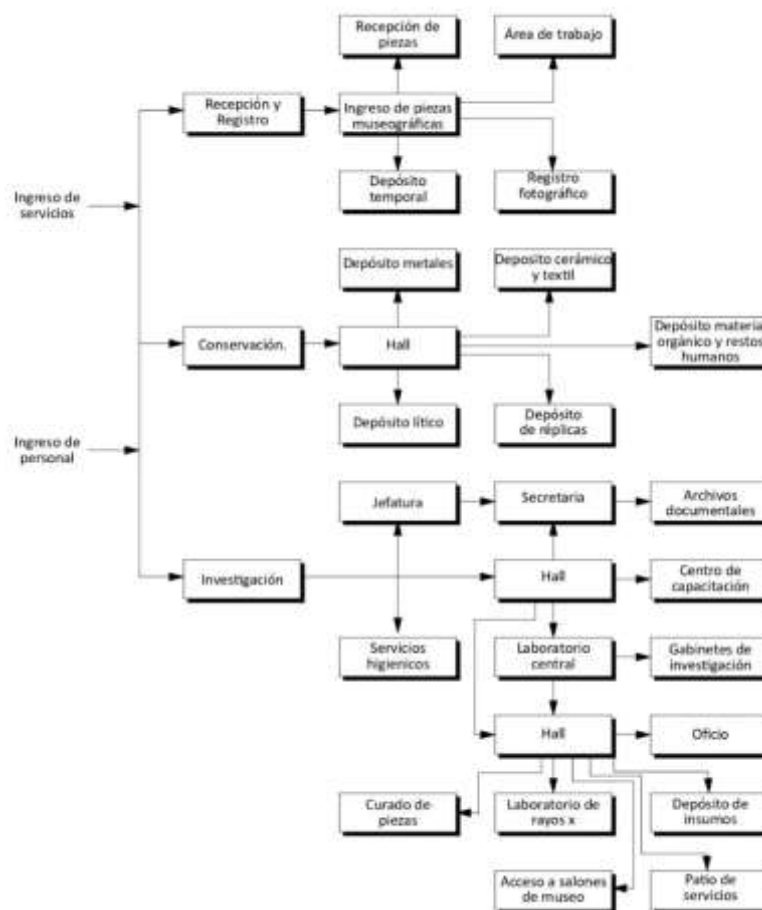 Recepción de
piezas
Área de trabajo
Recepción y
Registro
Ingreso de piezas
museográficas
Depósito
temporal
Registro
fotográfico
Ingreso de
servicios
Depósito metales
Deposito cerámico
y textil
Conservación.
Hall
Depósito material
orgánico y restos
humanos
Depósito lítico
Depósito
de réplicas
Ingreso de
personal
Jefatura
Secretaria
Archivos
documentales
Investigación
Hall
Centro de
capacitación
Servicios
higienicos
Laboratorio
central
Gabinetes de
investigación
Hall
Oficio
Curado de
piezas
Laboratorio de
rayos x
Depósito de
insumos
Acceso a salones
de museo
Patio de
servicios